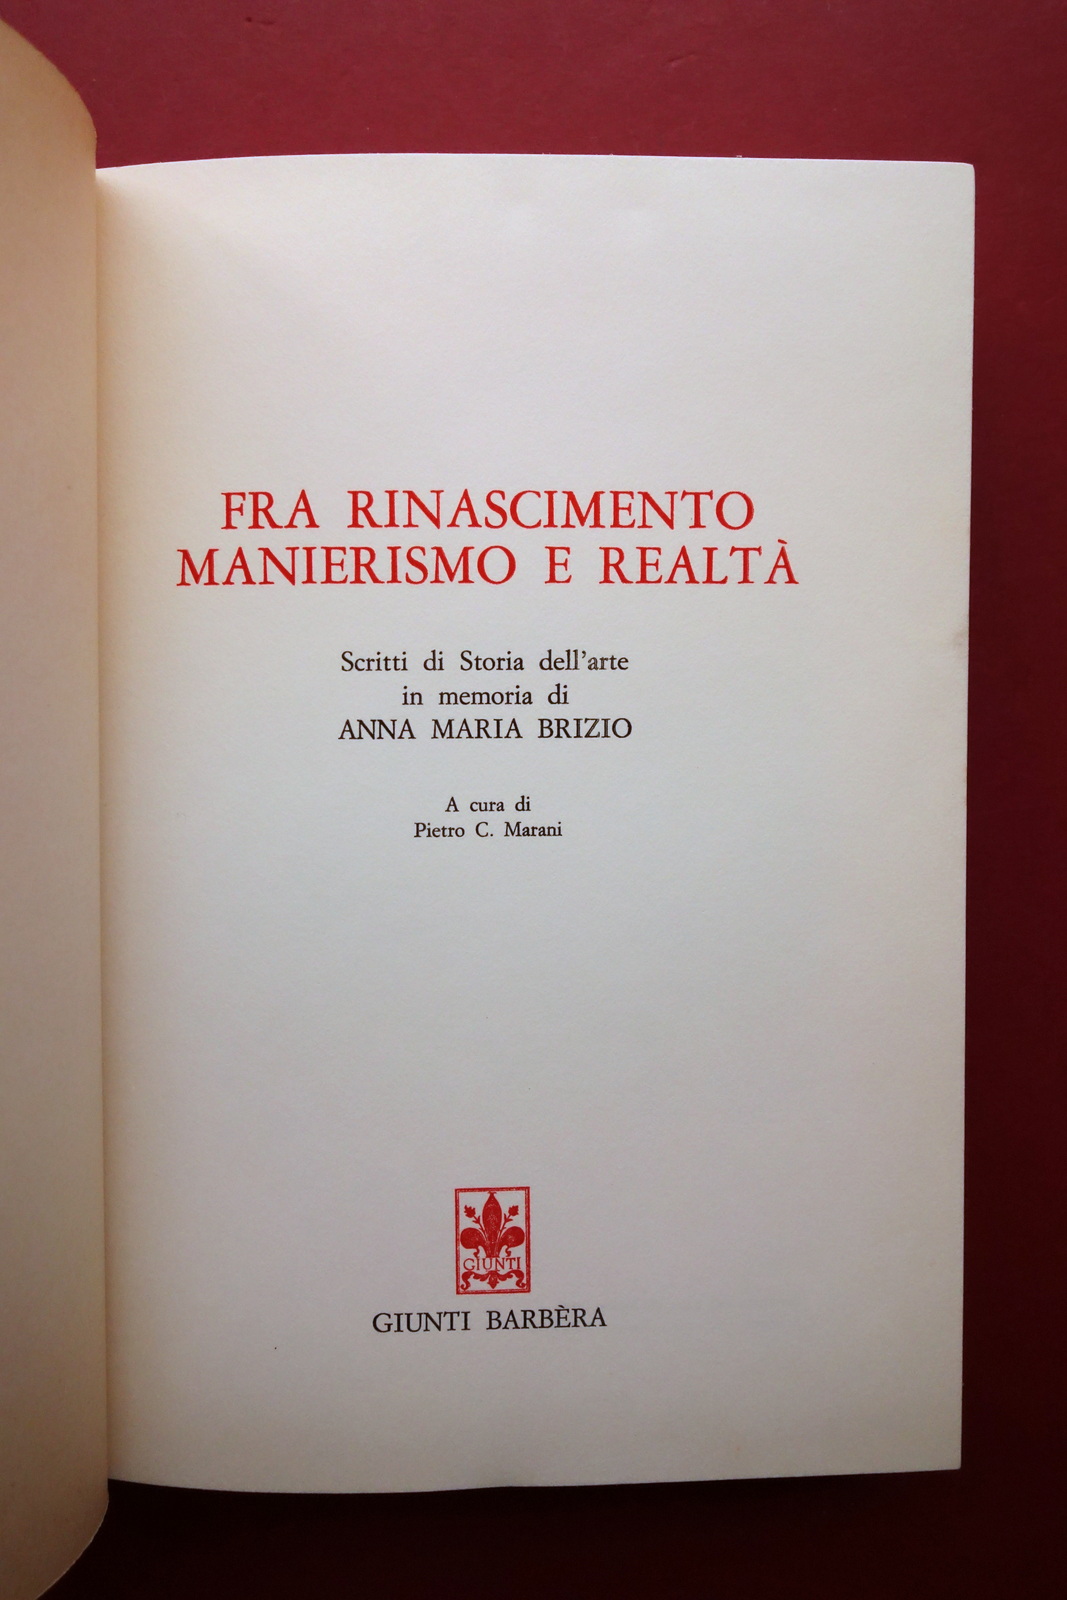 FRA RINASCIMENTO
MANIERISMO E REALTÀ
Scritti di Storia dell'arte
in memoria di
ANNA MARIA BRIZIO
A cura di
Pietro C. Marani
GIUNTI
GIUNTI BARBÈRA